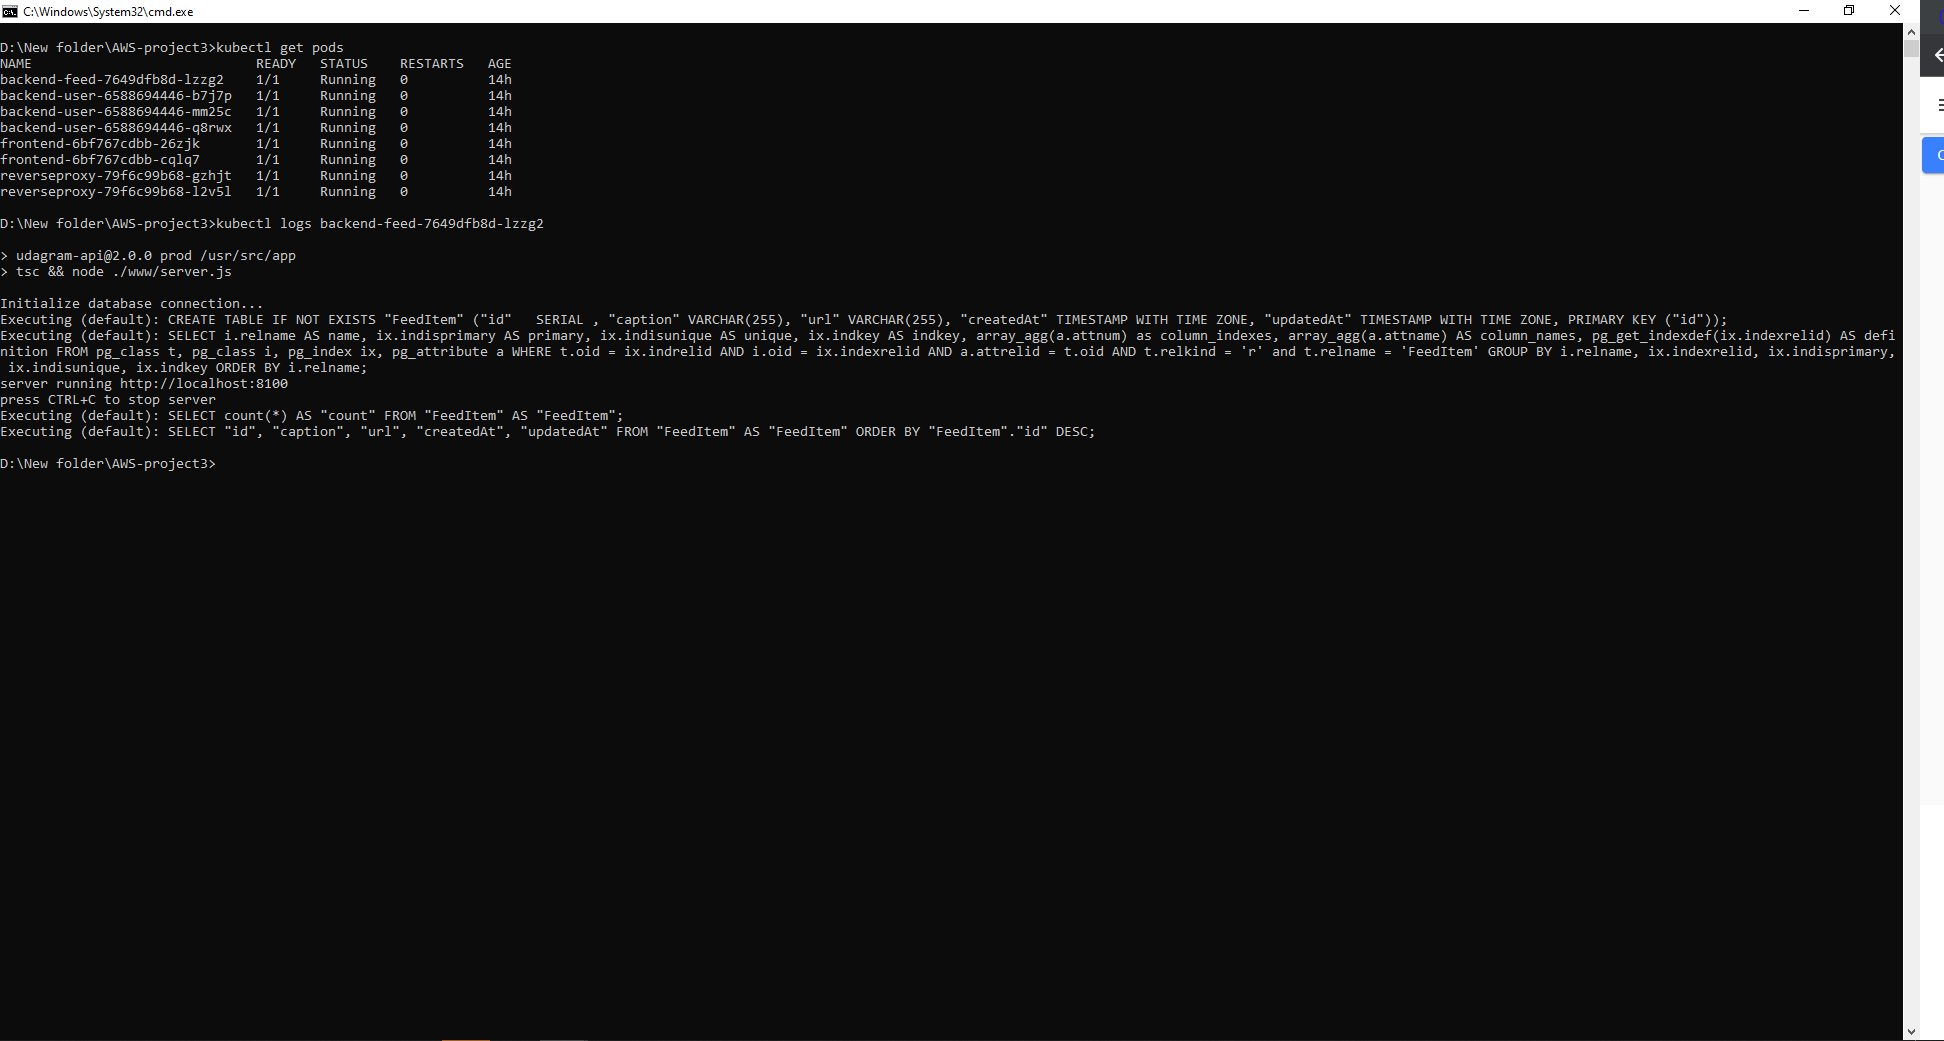 C:\Windows\System32\cmd.exe
D:\New folder\AWS-project3>kubectl get pods
NAME                            READY   STATUS    RESTARTS   AGE
backend-feed-7649dfb8d-lzzg2    1/1     Running   0          14h
backend-user-6588694446-b7j7p   1/1     Running   0          14h
backend-user-6588694446-mm25c   1/1     Running   0          14h
backend-user-6588694446-q8rwx   1/1     Running   0          14h
frontend-6bf767cdbb-26zjk       1/1     Running   0          14h
frontend-6bf767cdbb-cqlq7       1/1     Running   0          14h
reverseproxy-79f6c99b68-gzhjt   1/1     Running   0          14h
reverseproxy-79f6c99b68-l2v5l   1/1     Running   0          14h
D:\New folder\AWS-project3>kubectl logs backend-feed-7649dfb8d-lzzg2
> udagram-api@2.0.0 prod /usr/src/app
> tsc && node ./www/server.js
Initialize database connection...
Executing (default): CREATE TABLE IF NOT EXISTS "FeedItem" ("id"   SERIAL , "caption" VARCHAR(255), "url" VARCHAR(255), "createdAt" TIMESTAMP WITH TIME ZONE, "updatedAt" TIMESTAMP WITH TIME ZONE, PRIMARY KEY ("id"));
Executing (default): SELECT i.relname AS name, ix.indisprimary AS primary, ix.indisunique AS unique, ix.indkey AS indkey, array_agg(a.attnum) as column_indexes, array_agg(a.attname) AS column_names, pg_get_indexdef(ix.indexrelid) AS defi
nition FROM pg_class t, pg_class i, pg_index ix, pg_attribute a WHERE t.oid = ix.indrelid AND i.oid = ix.indexrelid AND a.attrelid = t.oid AND t.relkind = 'r' and t.relname = 'FeedItem' GROUP BY i.relname, ix.indexrelid, ix.indisprimary,
 ix.indisunique, ix.indkey ORDER BY i.relname;
server running http://localhost:8100
press CTRL+C to stop server
Executing (default): SELECT count(*) AS "count" FROM "FeedItem" AS "FeedItem";
Executing (default): SELECT "id", "caption", "url", "createdAt", "updatedAt" FROM "FeedItem" AS "FeedItem" ORDER BY "FeedItem"."id" DESC;
D:\New folder\AWS-project3>